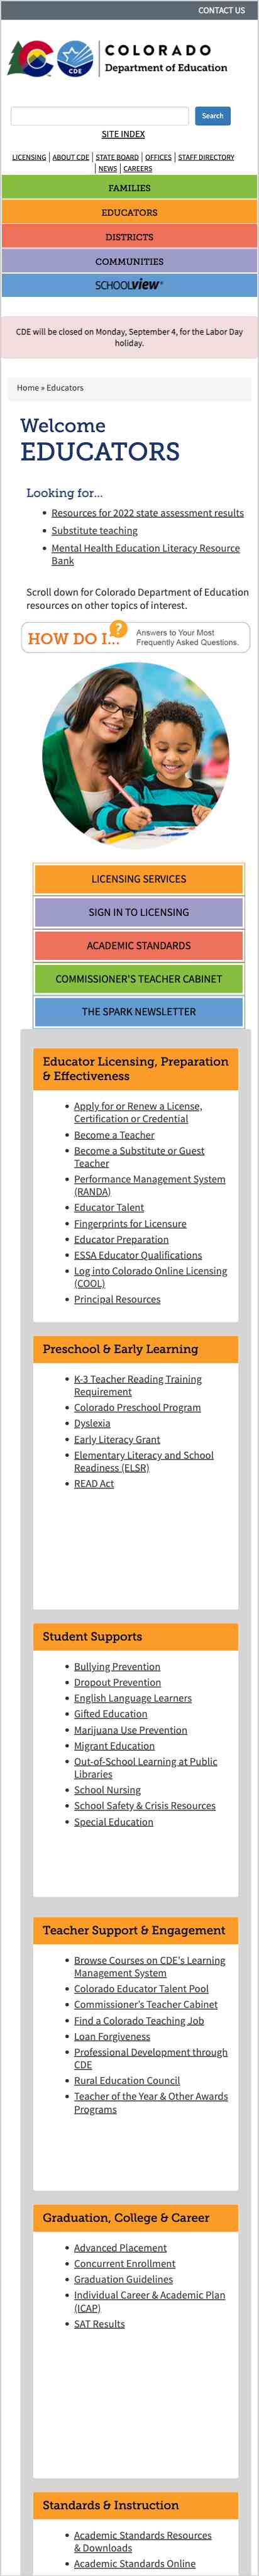 CONTACT US
CDE
COLORADO
Department of Education
Search
SITE INDEX
LICENSING | ABOUT CDE | STATE BOARD | OFFICES | STAFF DIRECTORY
| NEWS | CAREERS
FAMILIES
EDUCATORS
DISTRICTS
COMMUNITIES
SCHOOLVIEW®
CDE will be closed on Monday, September 4, for the Labor Day
holiday.
Home » Educators
Welcome
EDUCATORS
Looking for...
• Resources for 2022 state assessment results
• Substitute teaching
• Mental Health Education Literacy Resource
Bank
Scroll down for Colorado Department of Education
resources on other topics of interest.
HOW DO I...
?
Answers to Your Most
Frequently Asked Questions.
LICENSING SERVICES
SIGN IN TO LICENSING
ACADEMIC STANDARDS
COMMISSIONER'S TEACHER CABINET
THE SPARK NEWSLETTER
Educator Licensing, Preparation
& Effectiveness
• Apply for or Renew a License,
Certification or Credential
• Become a Teacher
• Become a Substitute or Guest
Teacher
• Performance Management System
(RANDA)
• Educator Talent
• Fingerprints for Licensure
• Educator Preparation
• ESSA Educator Qualifications
• Log into Colorado Online Licensing
(COOL)
• Principal Resources
Preschool & Early Learning
• K-3 Teacher Reading Training
Requirement
• Colorado Preschool Program
• Dyslexia
• Early Literacy Grant
• Elementary Literacy and School
Readiness (ELSR)
• READ Act
Student Supports
• Bullying Prevention
• Dropout Prevention
• English Language Learners
• Gifted Education
• Marijuana Use Prevention
• Migrant Education
• Out-of-School Learning at Public
Libraries
• School Nursing
• School Safety & Crisis Resources
• Special Education
Teacher Support & Engagement
• Browse Courses on CDE's Learning
Management System
• Colorado Educator Talent Pool
• Commissioner's Teacher Cabinet
• Find a Colorado Teaching Job
• Loan Forgiveness
• Professional Development through
CDE
• Rural Education Council
• Teacher of the Year & Other Awards
Programs
Graduation, College & Career
• Advanced Placement
• Concurrent Enrollment
• Graduation Guidelines
• Individual Career & Academic Plan
(ICAP)
• SAT Results
Standards & Instruction
• Academic Standards Resources
& Downloads
• Academic Standards Online